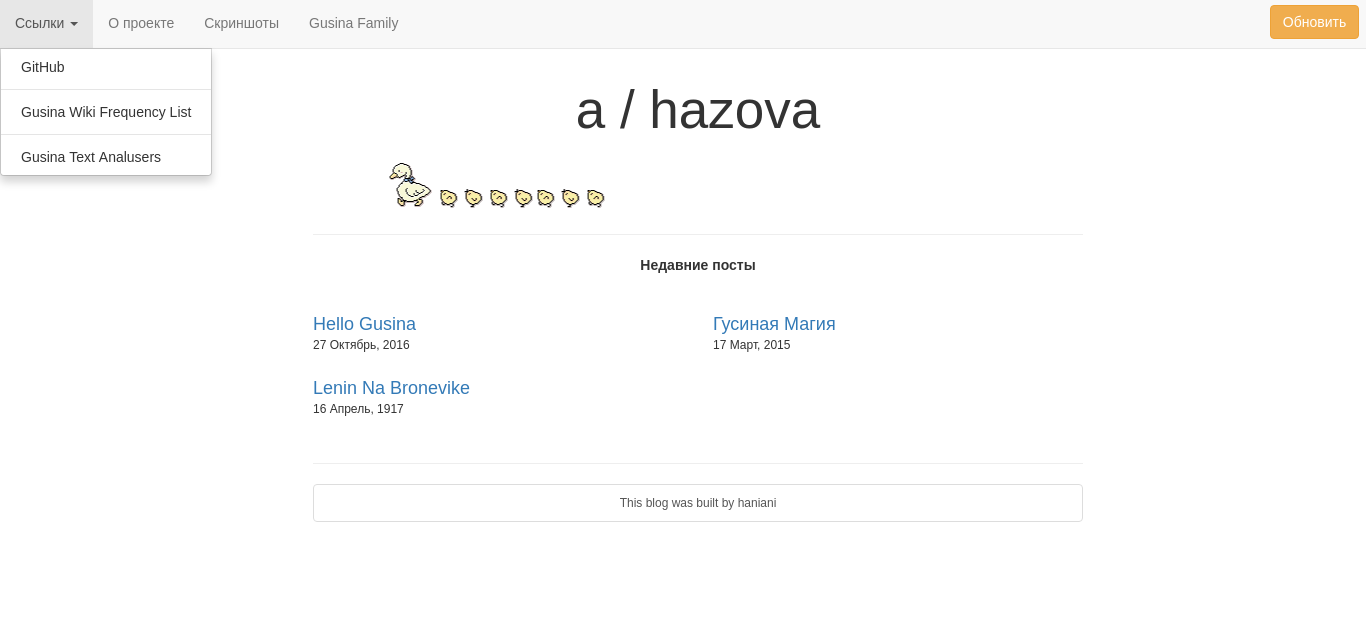 Ссылки
О проекте
Скриншоты
Gusina Family
Обновить
GitHub
Gusina Wiki Frequency List
Gusina Text Analusers
a / hazova
Недавние посты
Hello Gusina
27 Октябрь, 2016
Гусиная Магия
17 Март, 2015
Lenin Na Bronevike
16 Апрель, 1917
This blog was built by haniani